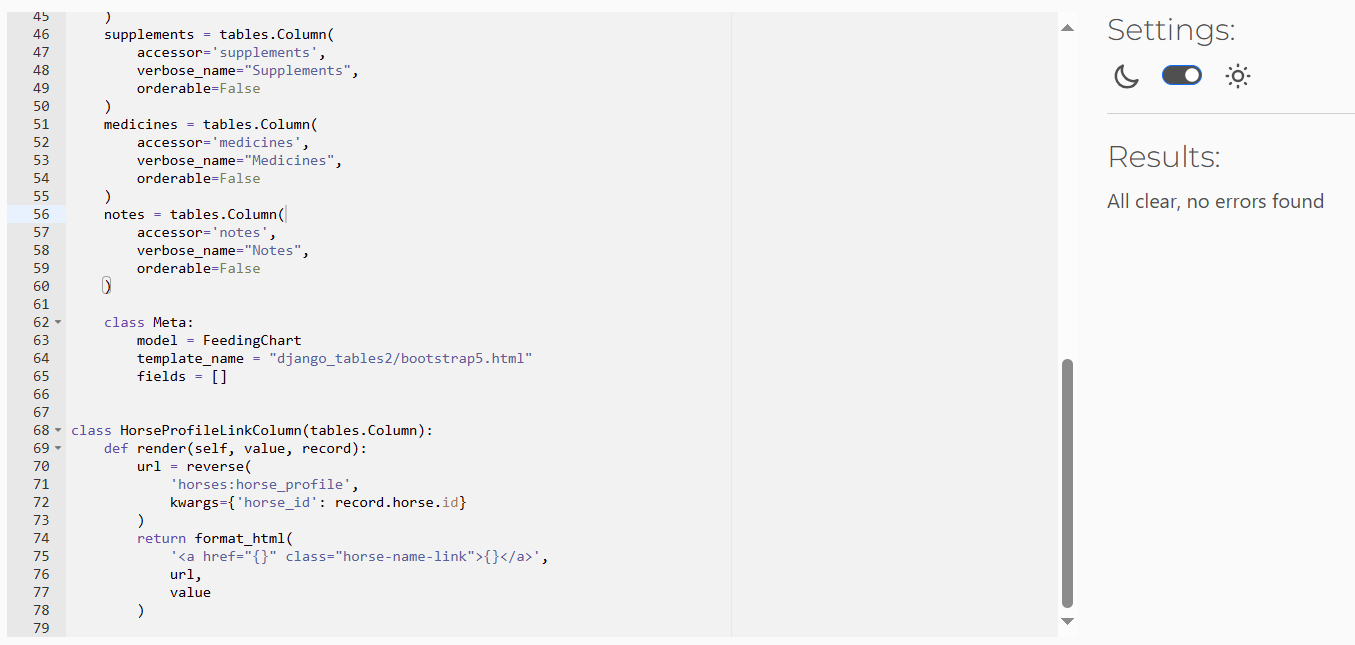 45        )
46    supplements = tables.Column(
47        accessor='supplements',
48        verbose_name="Supplements",
49        orderable=False
50    )
51    medicines = tables.Column(
52        accessor='medicines',
53        verbose_name="Medicines",
54        orderable=False
55    )
56    notes = tables.Column(
57        accessor='notes',
58        verbose_name="Notes",
59        orderable=False
60    )
61
62    class Meta:
63        model = FeedingChart
64        template_name = "django_tables2/bootstrap5.html"
65        fields = []
66
67
68 class HorseProfileLinkColumn(tables.Column):
69    def render(self, value, record):
70        url = reverse(
71            'horses:horse_profile',
72            kwargs={'horse_id': record.horse.id}
73        )
74        return format_html(
75            '<a href="{}" class="horse-name-link">{}</a>',
76            url,
77            value
78        )
79
Settings:
Results:
All clear, no errors found